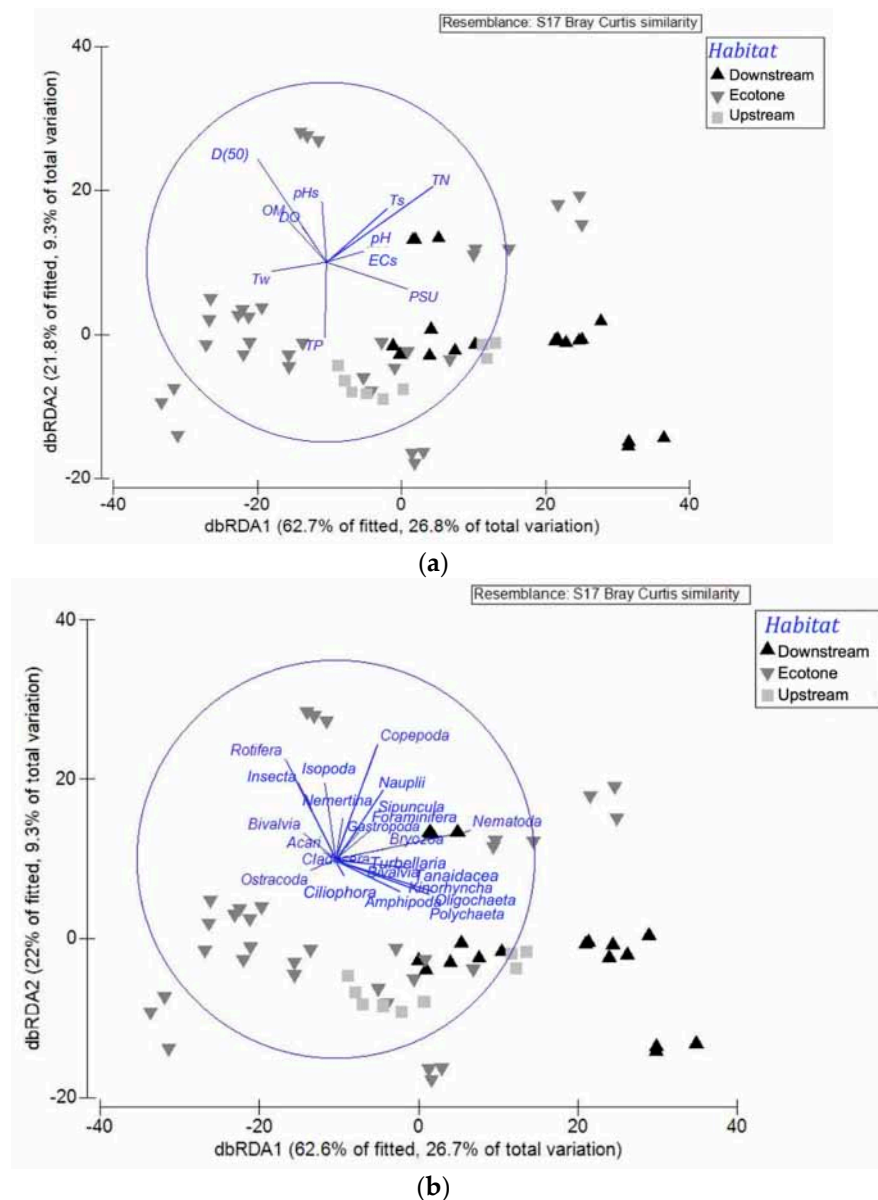 Resemblance: S17 Bray Curtis similarity
Habitat
Downstream
Ecotone
Upstream
40
20
0
-20
dbRDA2 (21.8% of fitted, 9.3% of total variation)
D(50)
TN
pHs
Ts
OM
DO
pH
ECs
Tw
PSU
TP
-40
-20
0
20
40
dbRDA1 (62.7% of fitted, 26.8% of total variation)
(a)
Resemblance: S17 Bray Curtis similarity
Habitat
Downstream
Ecotone
Upstream
40
20
0
-20
dbRDA2 (22% of fitted, 9.3% of total variation)
Copepoda
Rotifera
Isopoda
Insecta
Nauplii
Nemertina
Sipuncula
Foraminifera
Bivalvia
Gastropoda
Nematoda
Acari
Bryozoa
Cladocera
Turbellaria
Bivalvia
Tanaidacea
Ostracoda
Kinorhyncha
Ciliophora
Amphipoda
Oligochaeta
Polychaeta
-40
-20
0
20
40
dbRDA1 (62.6% of fitted, 26.7% of total variation)
(b)